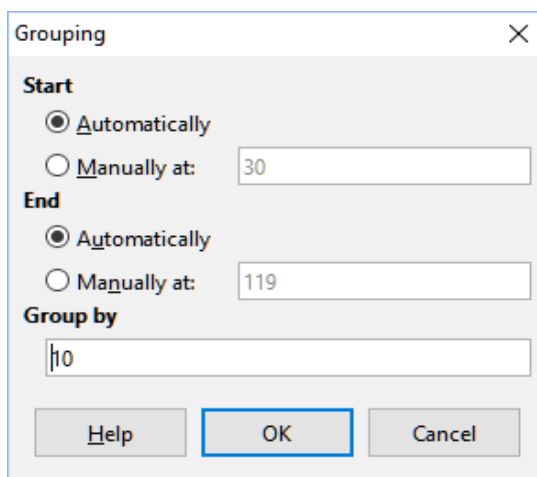 Grouping
Start
Automatically
Manually at: 30
End
Automatically
Manually at: 119
Group by
10
Help OK Cancel